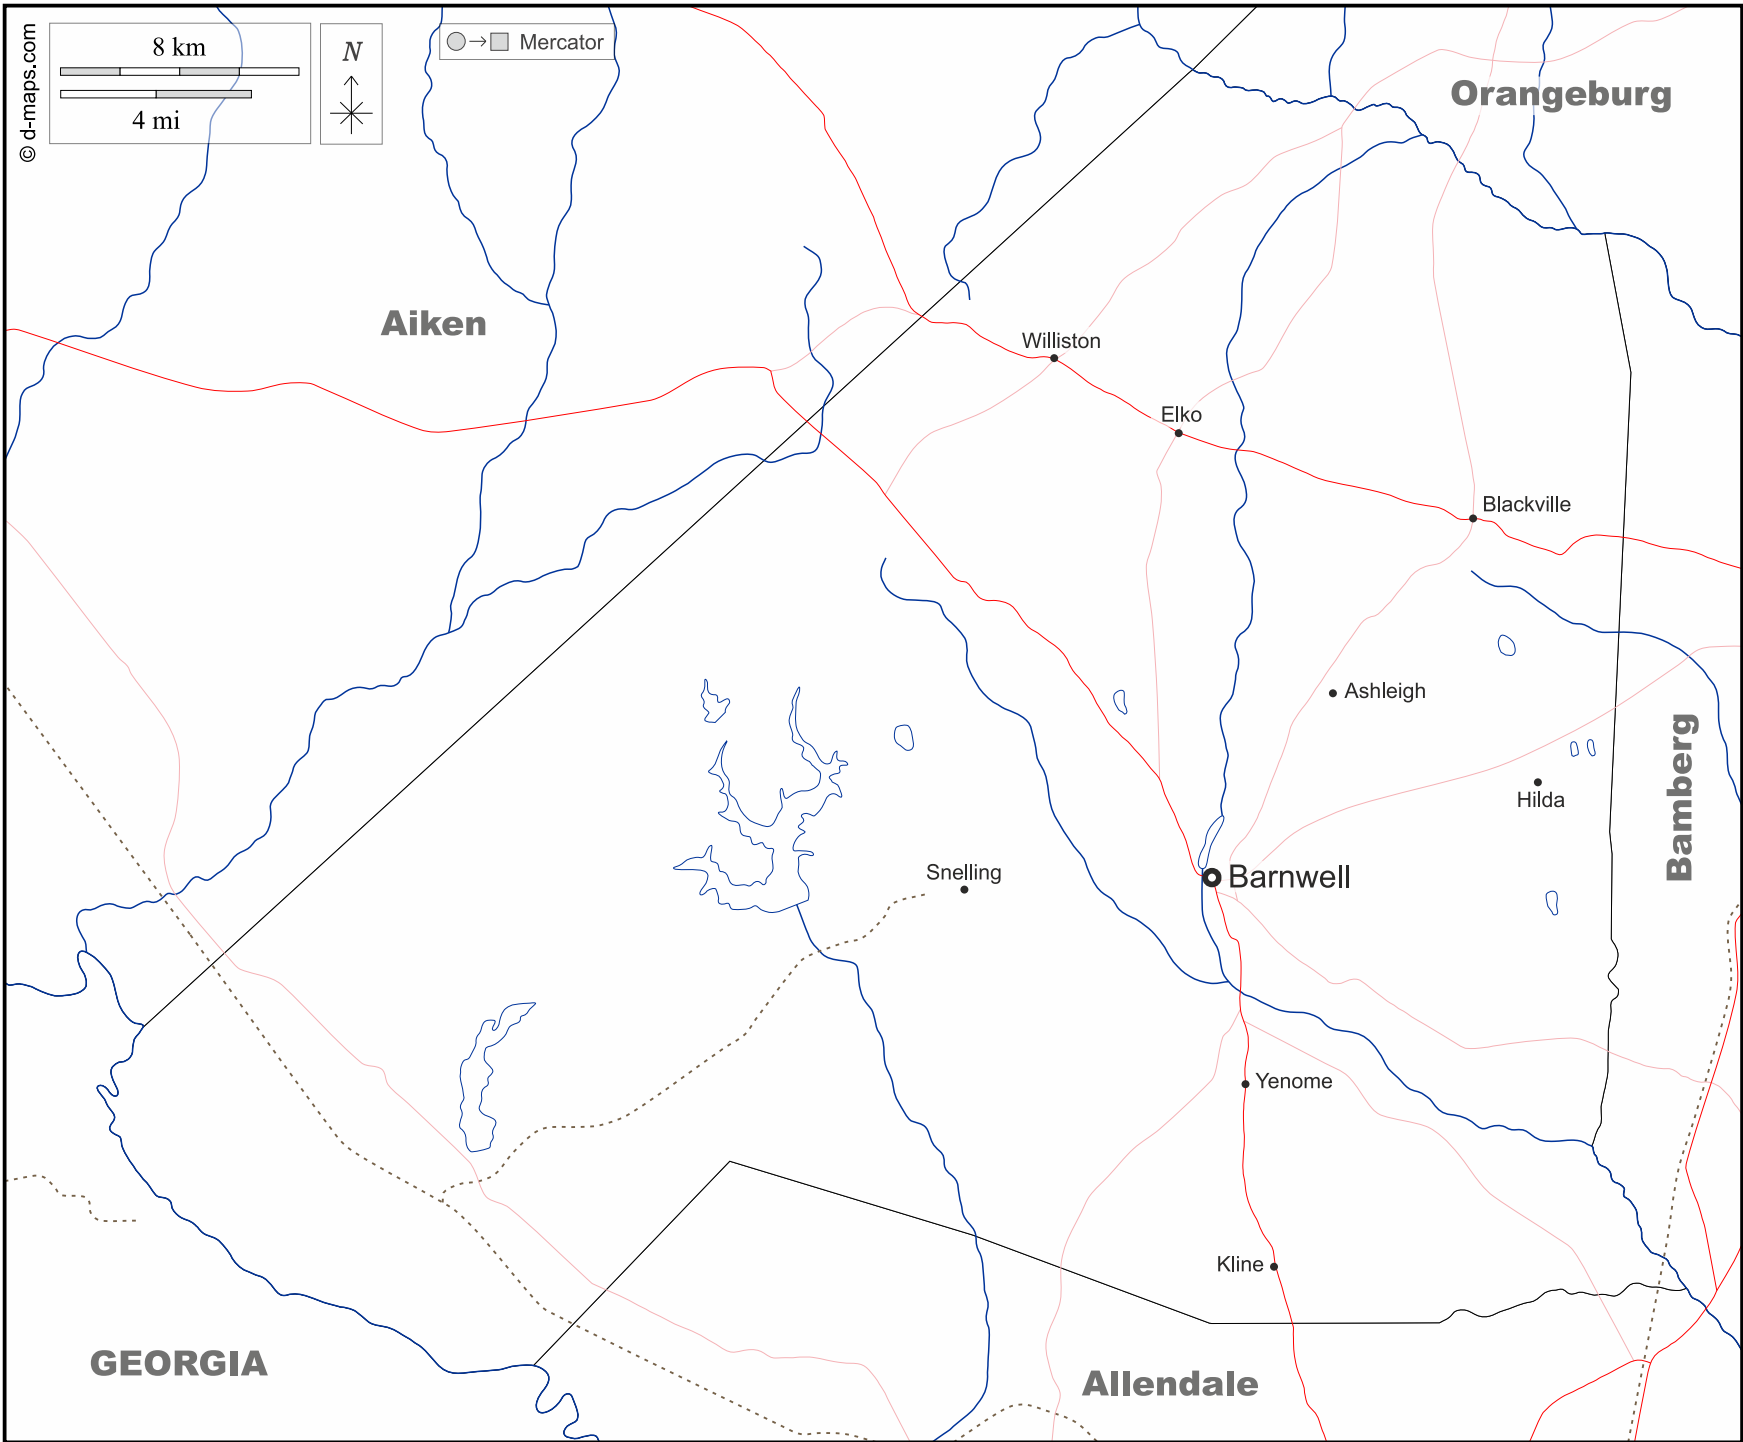 © d-maps.com
8 km
4 mi
N
Mercator
Orangeburg
Aiken
Williston
Elko
Blackville
Ashleigh
Bamberg
Hilda
Snelling
Barnwell
Yenome
Kline
GEORGIA
Allendale